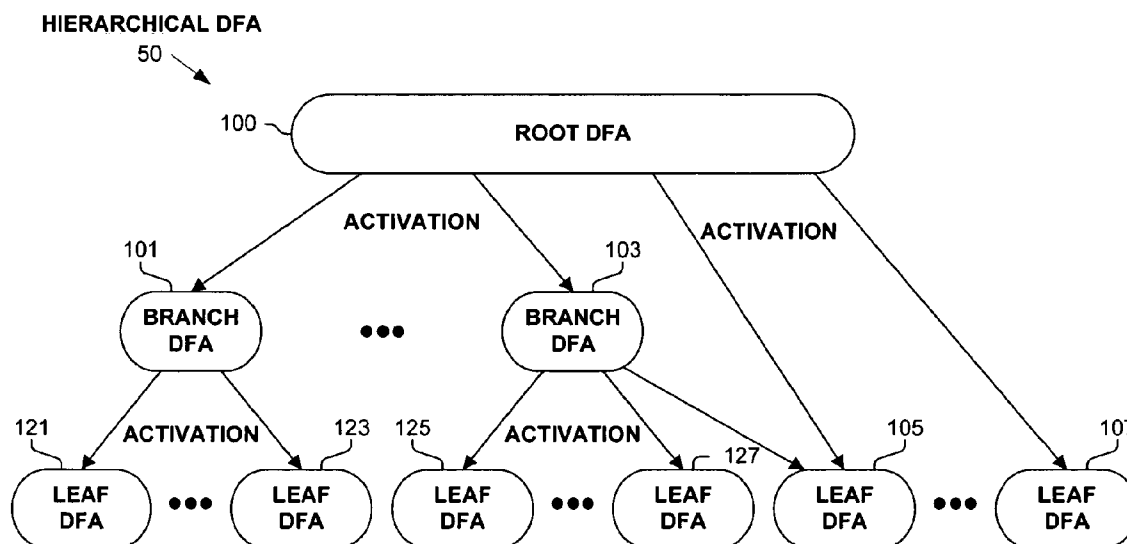 HIERARCHICAL DFA
50
100
ROOT DFA
ACTIVATION
ACTIVATION
101
103
BRANCH
DFA
BRANCH
DFA
121
ACTIVATION
123
125
ACTIVATION
127
105
107
LEAF
DFA
LEAF
DFA
LEAF
DFA
LEAF
DFA
LEAF
DFA
LEAF
DFA